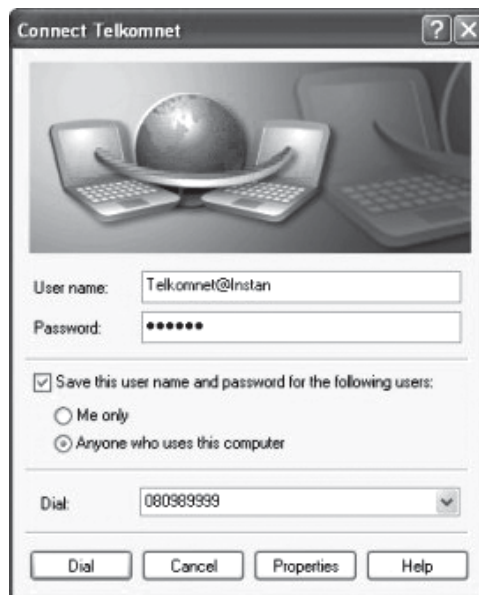 Connect Telkomnet
User name: Telkomnet@Instan
Password: ••••••
Save this user name and password for the following users:
Me only
Anyone who uses this computer
Dial: 080989999
Dial Cancel Properties Help